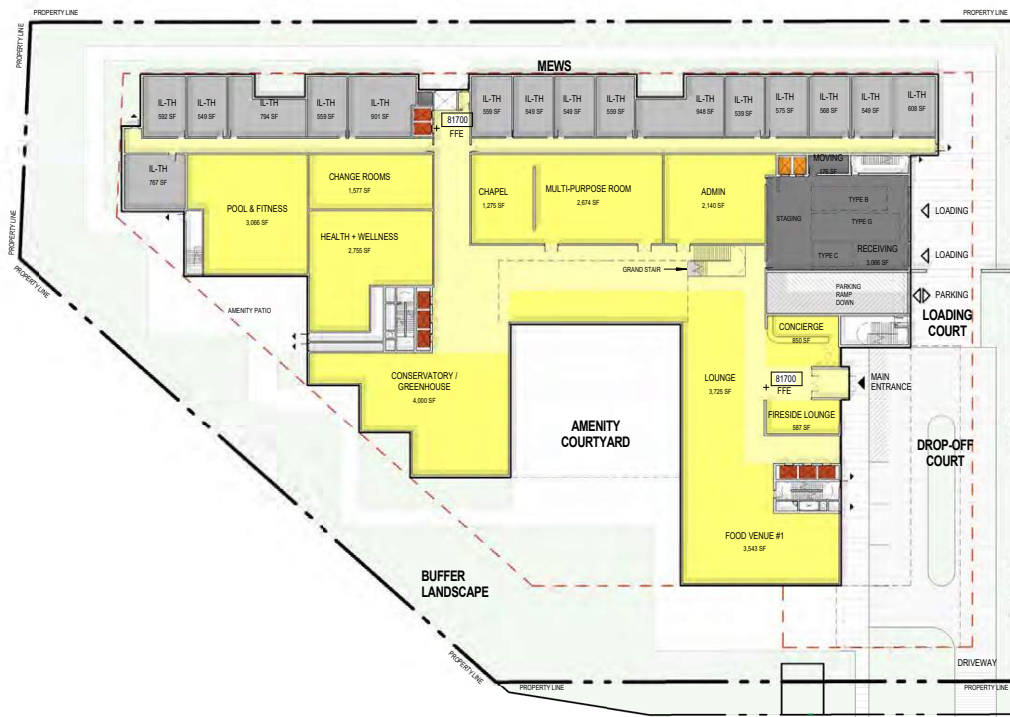 PROPERTY LINE
PROPERTY LINE
PROPERTY LINE
MEWS
IL-TH
592 SF
IL-TH
549 SF
IL-TH
794 SF
IL-TH
559 SF
IL-TH
901 SF
IL-TH
559 SF
IL-TH
549 SF
IL-TH
549 SF
IL-TH
559 SF
IL-TH
948 SF
IL-TH
539 SF
IL-TH
575 SF
IL-TH
568 SF
IL-TH
549 SF
IL-TH
608 SF
81700
FFE
IL-TH
767 SF
POOL & FITNESS
3,066 SF
CHANGE ROOMS
1,577 SF
HEALTH + WELLNESS
2,755 SF
CHAPEL
1,275 SF
MULTI-PURPOSE ROOM
2,674 SF
ADMIN
2,140 SF
MOVING
176 SF
STAGING
TYPE B
TYPE G
TYPE C
RECEIVING
3,066 SF
LOADING
LOADING
PARKING
LOADING
COURT
PROPERTY LINE
PROPERTY LINE
GRAND STAIR
PARKING
RAMP
DOWN
AMENITY PATIO
CONCIERGE
850 SF
CONSERVATORY /
GREENHOUSE
4,000 SF
LOUNGE
3,725 SF
81700
FFE
MAIN
ENTRANCE
FIRESIDE LOUNGE
587 SF
AMENITY
COURTYARD
DROP-OFF
COURT
FOOD VENUE #1
3,543 SF
BUFFER
LANDSCAPE
PROPERTY LINE
DRIVEWAY
PROPERTY LINE
PROPERTY LINE